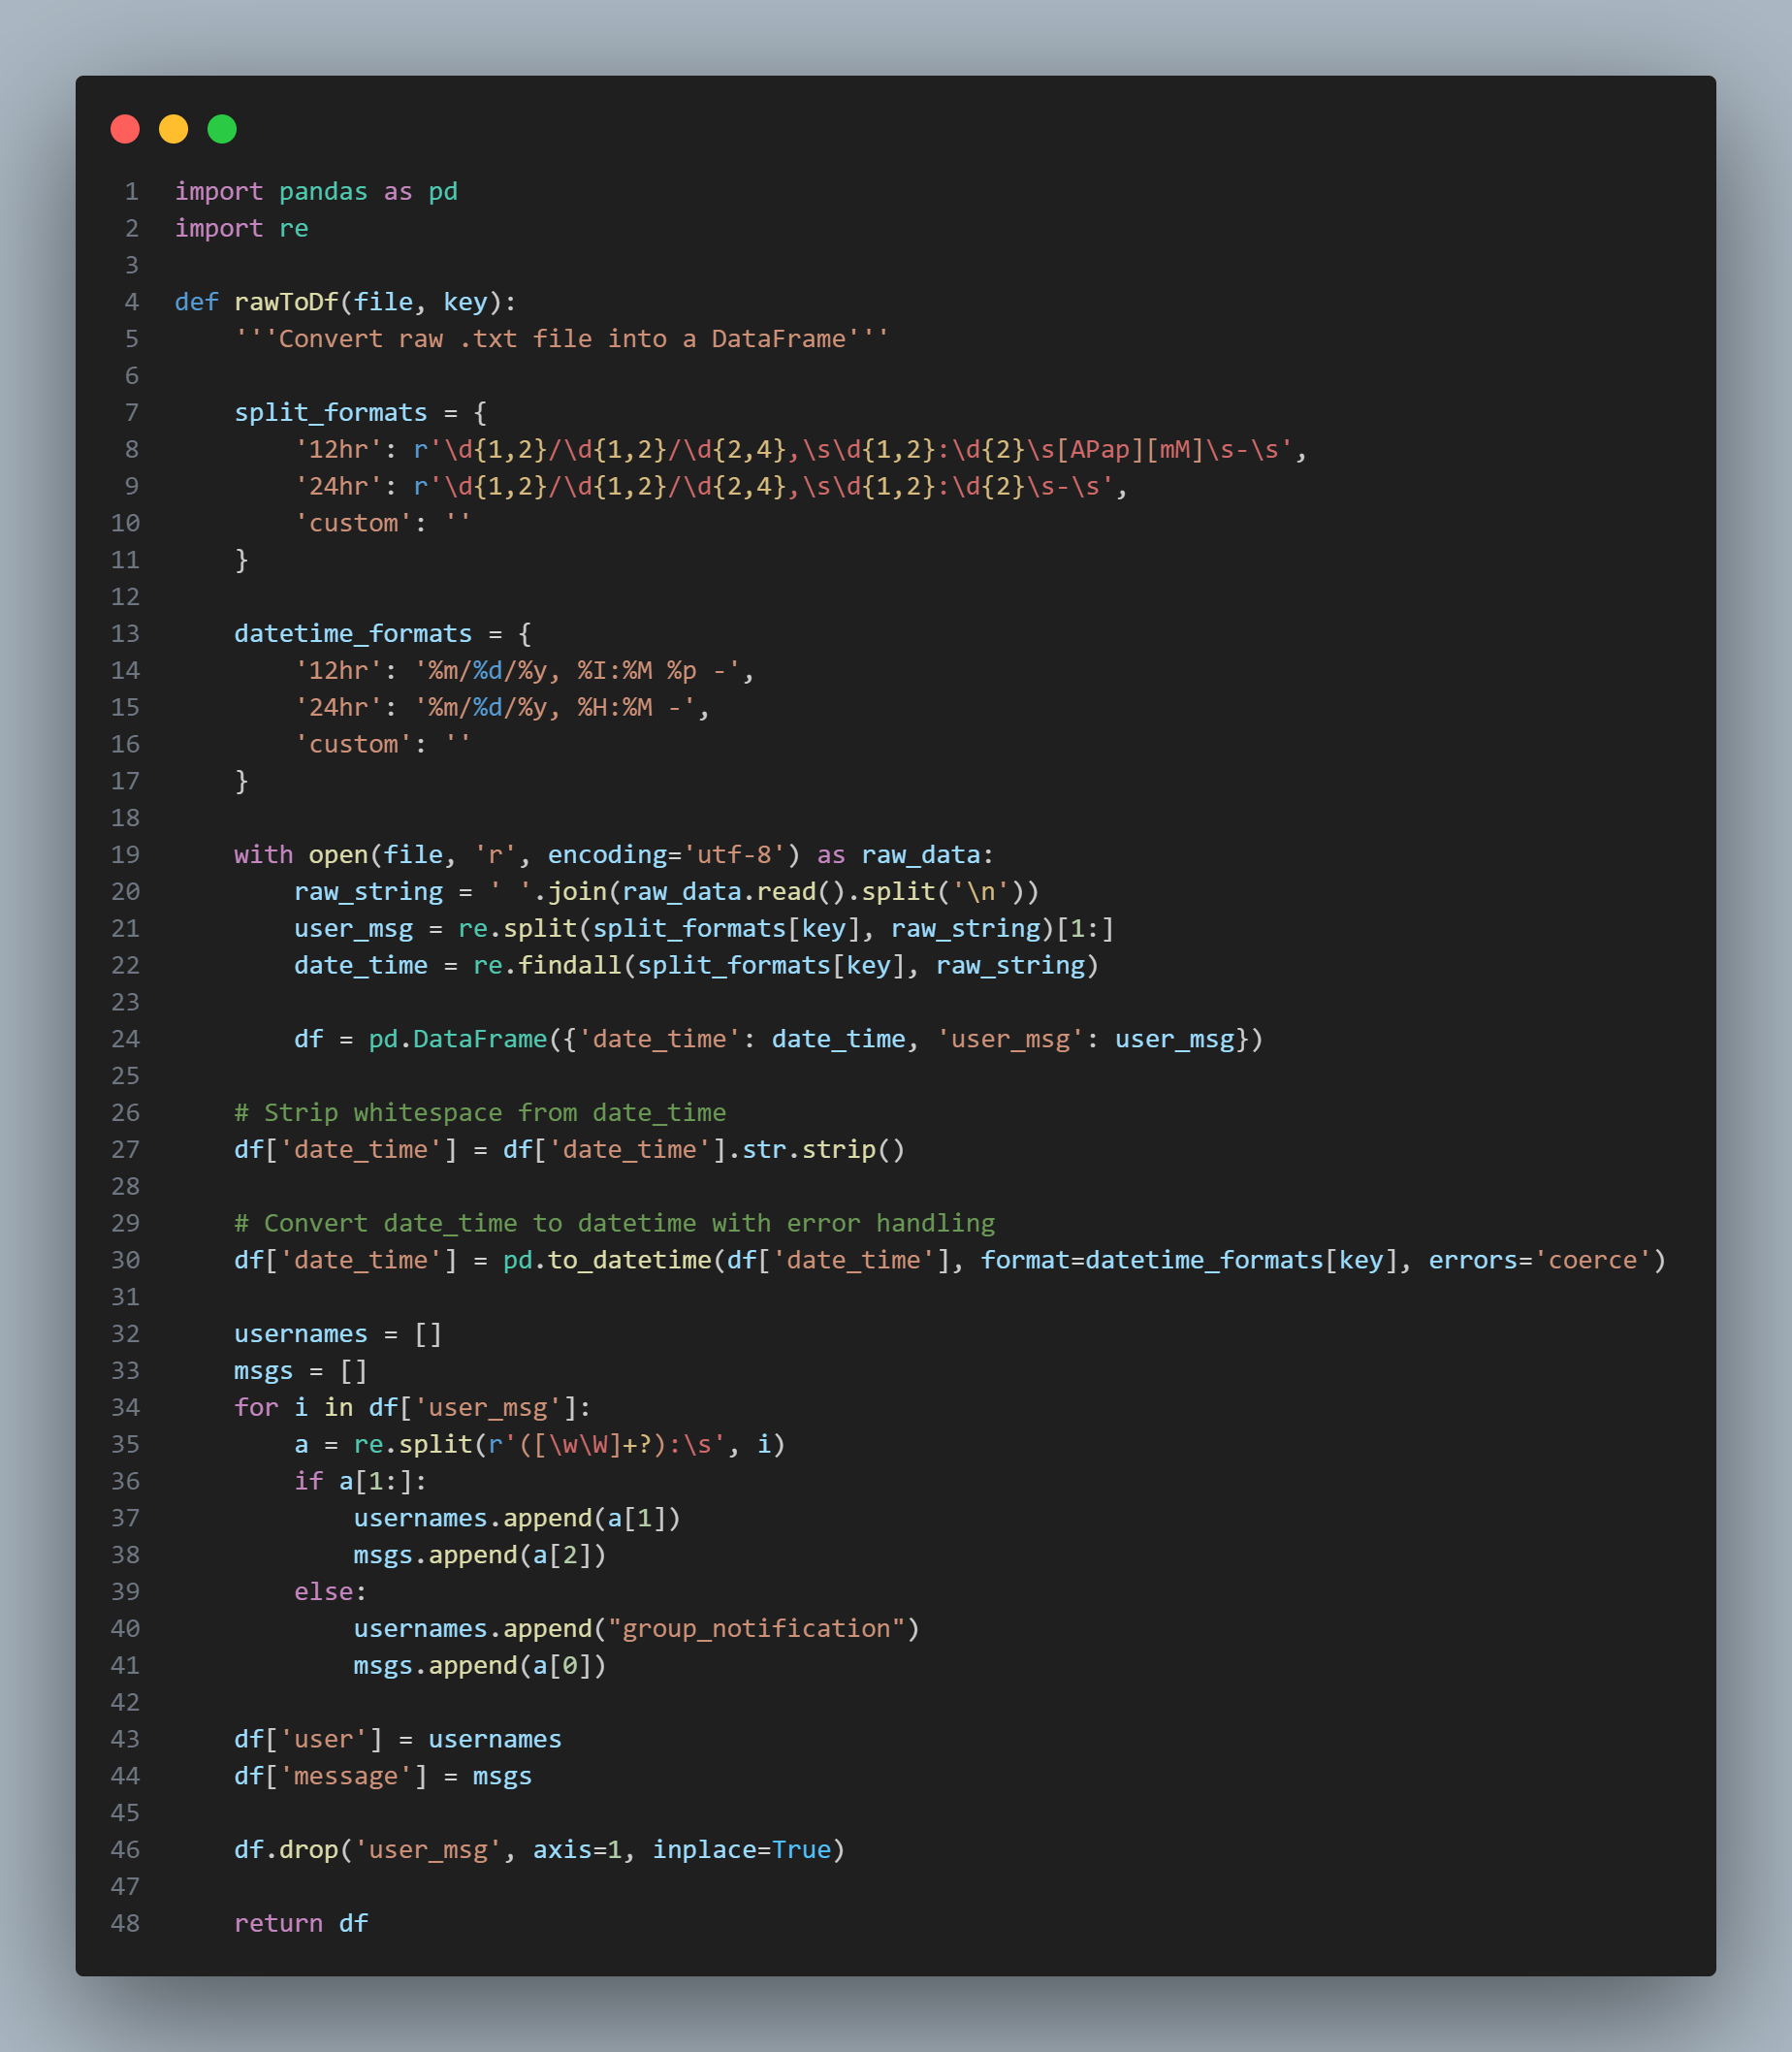 1 import pandas as pd
2 import re
3
4 def rawToDf(file, key):
5     '''Convert raw .txt file into a DataFrame'''
6
7     split_formats = {
8         '12hr': r'\d{1,2}/\d{1,2}/\d{2,4},\s\d{1,2}:\d{2}\s[APap][mM]\s-\s',
9         '24hr': r'\d{1,2}/\d{1,2}/\d{2,4},\s\d{1,2}:\d{2}\s-\s',
10         'custom': ''
11     }
12
13     datetime_formats = {
14         '12hr': '%m/%d/%y, %I:%M %p -',
15         '24hr': '%m/%d/%y, %H:%M -',
16         'custom': ''
17     }
18
19     with open(file, 'r', encoding='utf-8') as raw_data:
20         raw_string = ' '.join(raw_data.read().split('\n'))
21         user_msg = re.split(split_formats[key], raw_string)[1:]
22         date_time = re.findall(split_formats[key], raw_string)
23
24         df = pd.DataFrame({'date_time': date_time, 'user_msg': user_msg})
25
26     # Strip whitespace from date_time
27     df['date_time'] = df['date_time'].str.strip()
28
29     # Convert date_time to datetime with error handling
30     df['date_time'] = pd.to_datetime(df['date_time'], format=datetime_formats[key], errors='coerce')
31
32     usernames = []
33     msgs = []
34     for i in df['user_msg']:
35         a = re.split(r'([\w\W]+?):\s', i)
36         if a[1:]:
37             usernames.append(a[1])
38             msgs.append(a[2])
39         else:
40             usernames.append("group_notification")
41             msgs.append(a[0])
42
43     df['user'] = usernames
44     df['message'] = msgs
45
46     df.drop('user_msg', axis=1, inplace=True)
47
48     return df